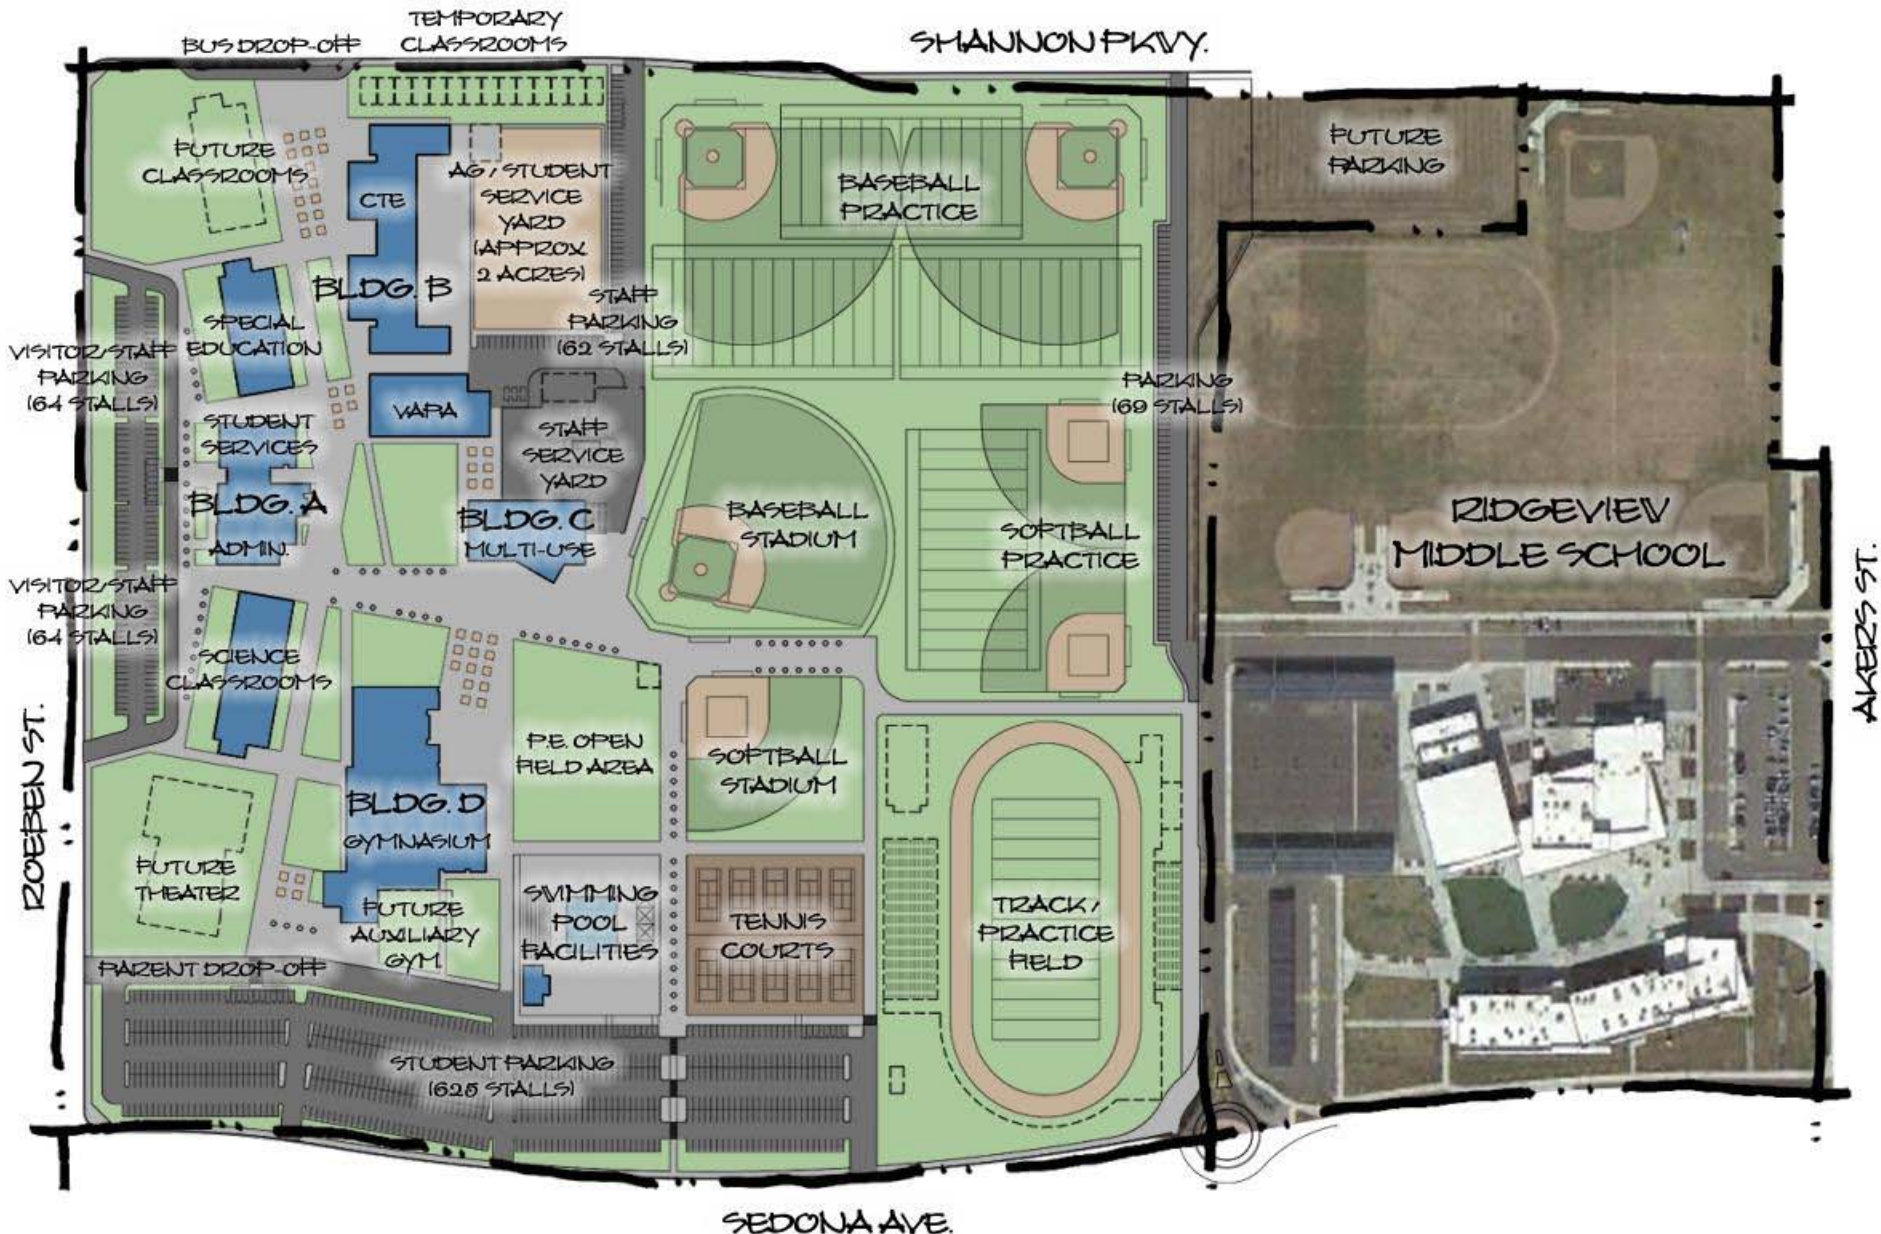 TEMPORARY
CLASSROOMS
BUS DROP-OFF
SHANNON PKWY.
FUTURE
CLASSROOMS
CTE
AG / STUDENT
SERVICE
YARD
(APPROX
2 ACRES)
BASEBALL
PRACTICE
FUTURE
PARKING
BLDG. B
SPECIAL
EDUCATION
STAFF
PARKING
(62 STALLS)
VISITOR/STAFF
PARKING
(64 STALLS)
PARKING
(69 STALLS)
VAPA
STUDENT
SERVICES
STAFF
SERVICE
YARD
BLDG. A
ADMIN.
BLDG. C
MULTI-USE
BASEBALL
STADIUM
SOFTBALL
PRACTICE
RIDGEVIEW
MIDDLE SCHOOL
AKERS ST.
VISITOR/STAFF
PARKING
(64 STALLS)
SCIENCE
CLASSROOMS
ROEBEN ST.
P.E. OPEN
FIELD AREA
SOFTBALL
STADIUM
BLDG. D
GYMNASIUM
FUTURE
THEATER
FUTURE
AUXILIARY
GYM
SWIMMING
POOL
FACILITIES
TENNIS
COURTS
TRACK /
PRACTICE
FIELD
PARENT DROP-OFF
STUDENT PARKING
(625 STALLS)
SEDONA AVE.